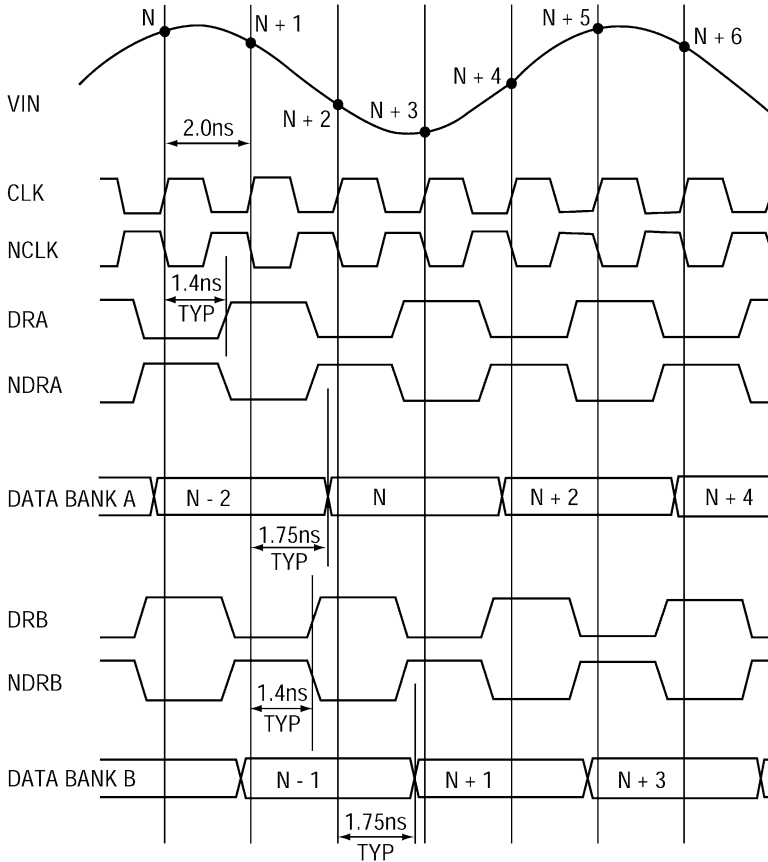 N
N + 1
N + 2
N + 3
N + 4
N + 5
N + 6
VIN
2.0ns
CLK
NCLK
1.4ns
TYP
DRA
NDRA
DATA BANK A
N - 2
N
N + 2
N + 4
1.75ns
TYP
DRB
NDRB
1.4ns
TYP
DATA BANK B
N - 1
N + 1
N + 3
1.75ns
TYP